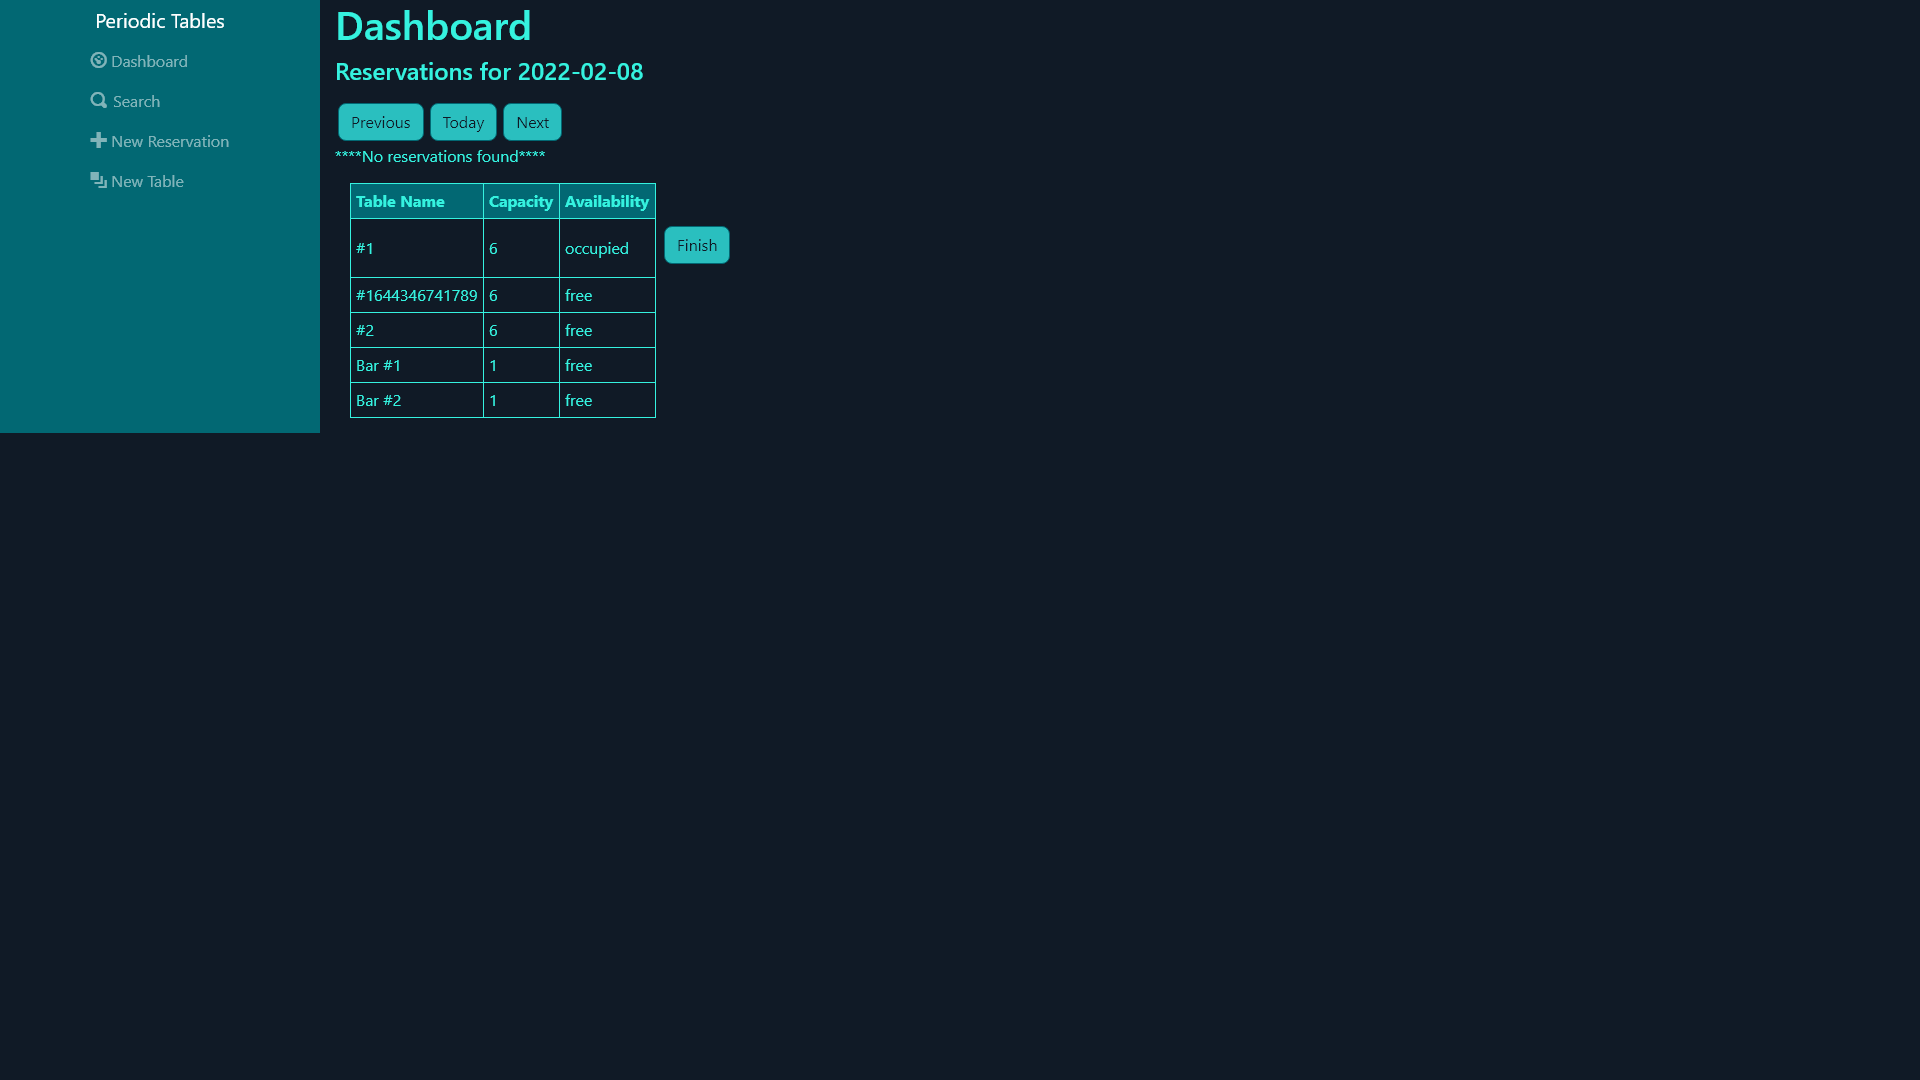 Periodic Tables
Dashboard
Search
New Reservation
New Table
Dashboard
Reservations for 2022-02-08
Previous Today Next
****No reservations found****
Table Name Capacity Availability
#1 6 occupied Finish
#1644346741789 6 free
#2 6 free
Bar #1 1 free
Bar #2 1 free